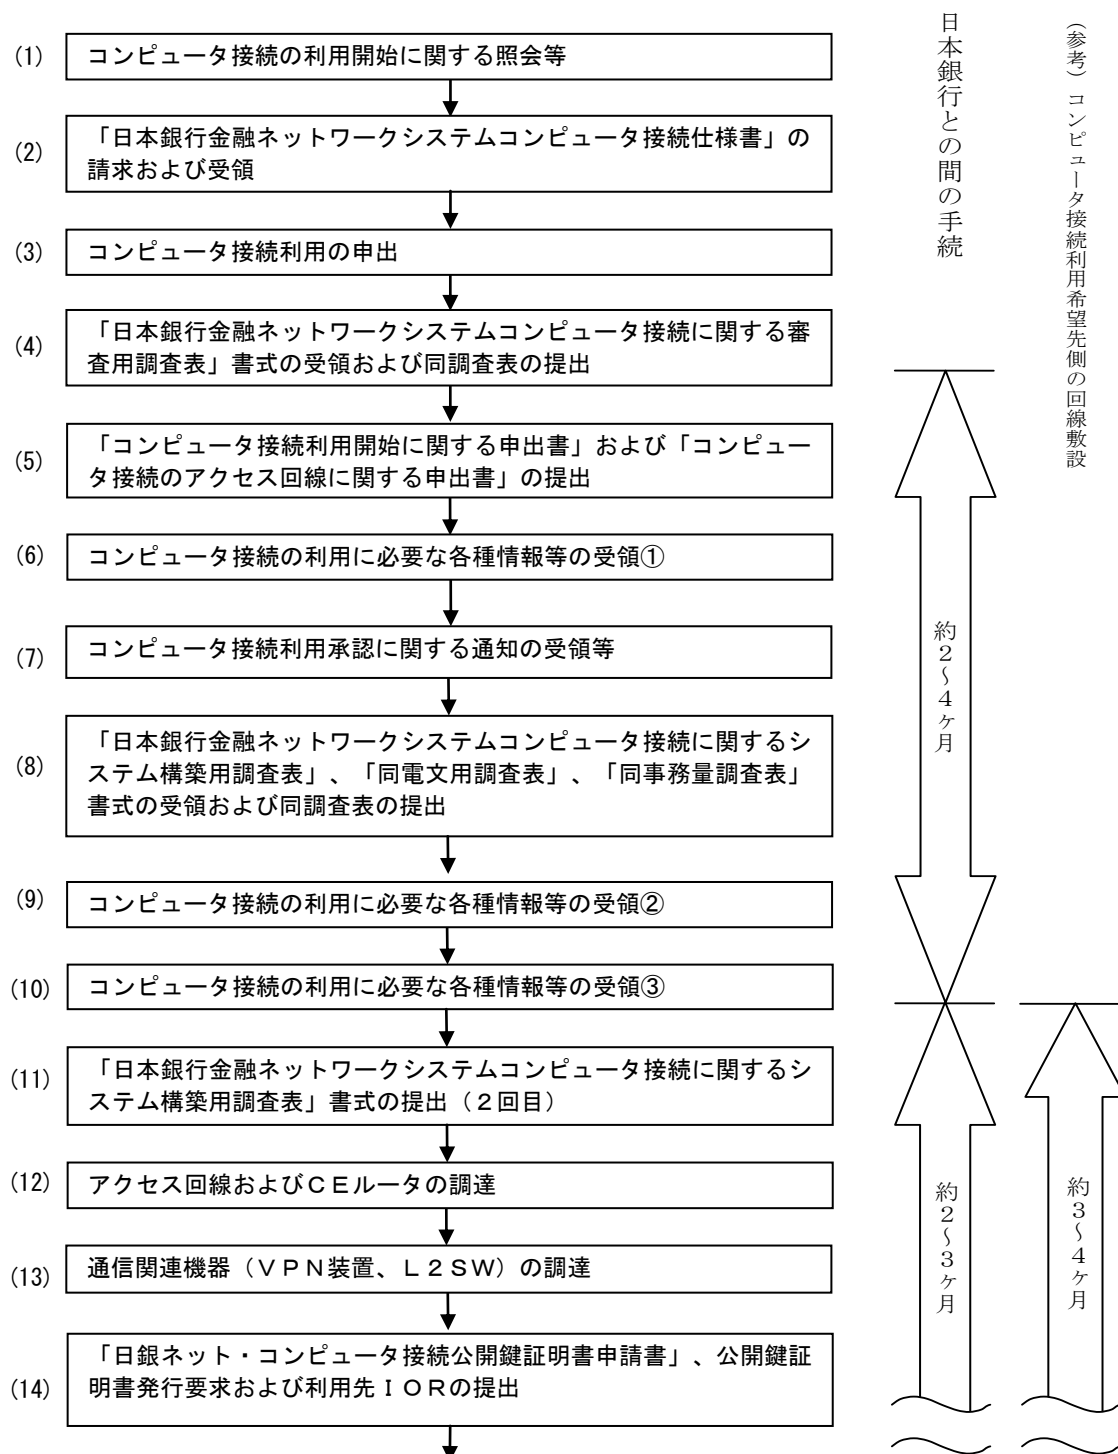 (1)
コンピュータ接続の利用開始に関する照会等
(2)
「日本銀行金融ネットワークシステムコンピュータ接続仕様書」の
請求および受領
(3)
コンピュータ接続利用の申出
(4)
「日本銀行金融ネットワークシステムコンピュータ接続に関する審
査用調査表」書式の受領および同調査表の提出
(5)
「コンピュータ接続利用開始に関する申出書」および「コンピュー
タ接続のアクセス回線に関する申出書」の提出
(6)
コンピュータ接続の利用に必要な各種情報等の受領①
(7)
コンピュータ接続利用承認に関する通知の受領等
(8)
「日本銀行金融ネットワークシステムコンピュータ接続に関するシ
ステム構築用調査表」、「同電文用調査表」、「同事務量調査表」
書式の受領および同調査表の提出
(9)
コンピュータ接続の利用に必要な各種情報等の受領②
(10)
コンピュータ接続の利用に必要な各種情報等の受領③
(11)
「日本銀行金融ネットワークシステムコンピュータ接続に関するシ
ステム構築用調査表」書式の提出（２回目）
(12)
アクセス回線およびＣＥルータの調達
(13)
通信関連機器（ＶＰＮ装置、Ｌ２ＳＷ）の調達
(14)
「日銀ネット・コンピュータ接続公開鍵証明書申請書」、公開鍵証
明書発行要求および利用先ＩＯＲの提出
日本銀行との間の手続
約２～４ヶ月
約２～３ヶ月
（参考）コンピュータ接続利用希望先側の回線敷設
約３～４ヶ月